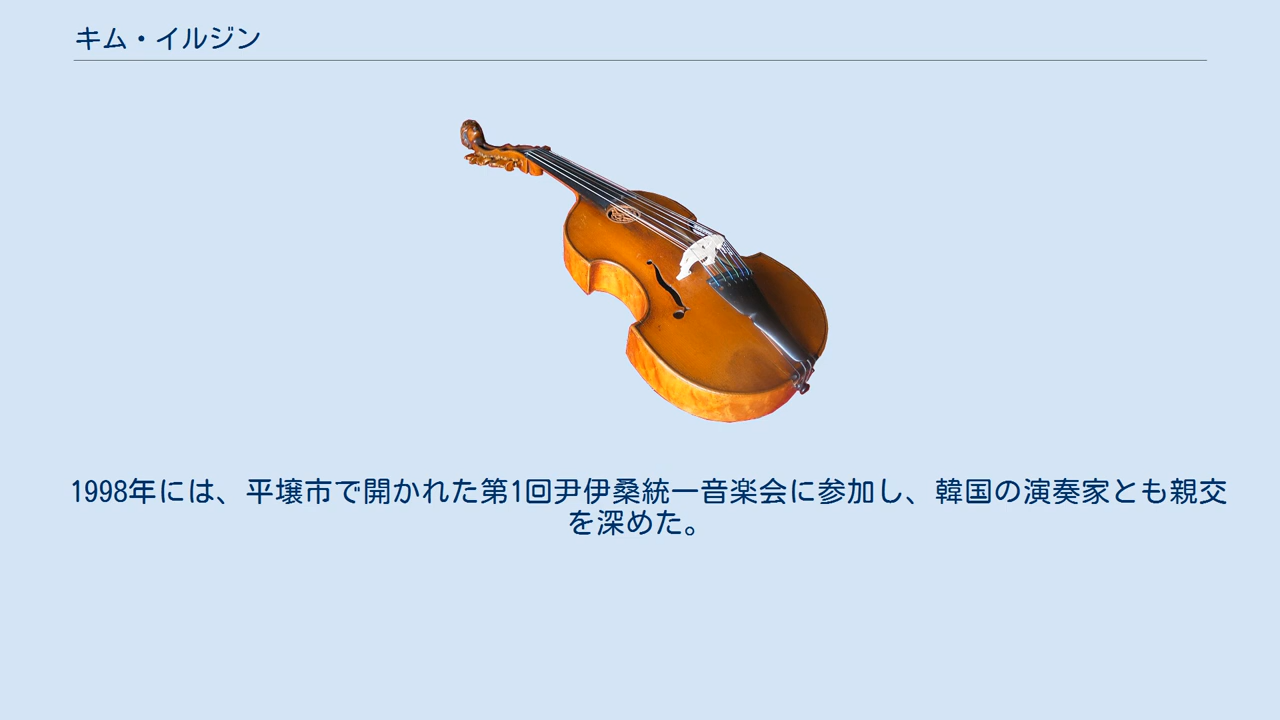 キム・イルジン
1998年には、平壌市で開かれた第1回尹伊桑統一音楽会に参加し、韓国の演奏家とも親交
を深めた。